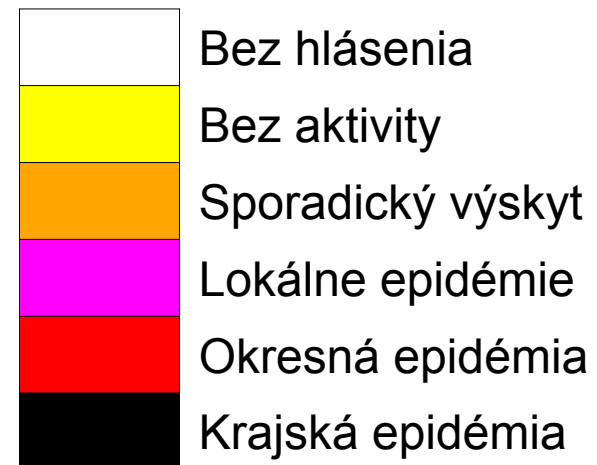 Bez hlásenia
Bez aktivity
Sporadický výskyt
Lokálne epidémie
Okresná epidémia
Krajská epidémia